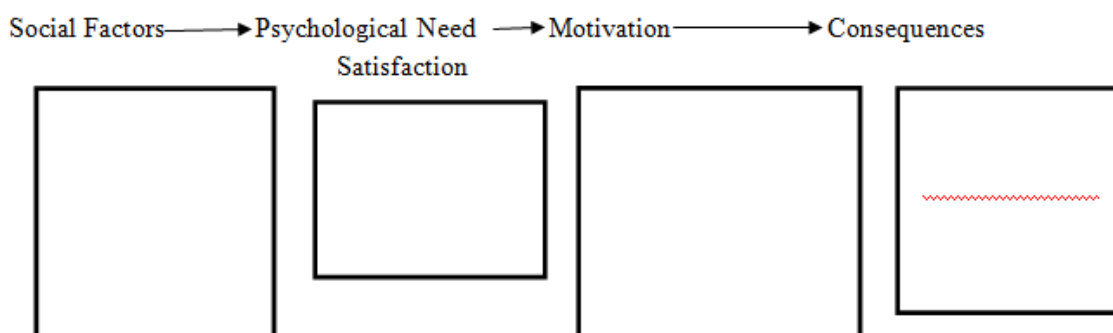 Social Factors Psychological Need Motivation Consequences
Satisfaction